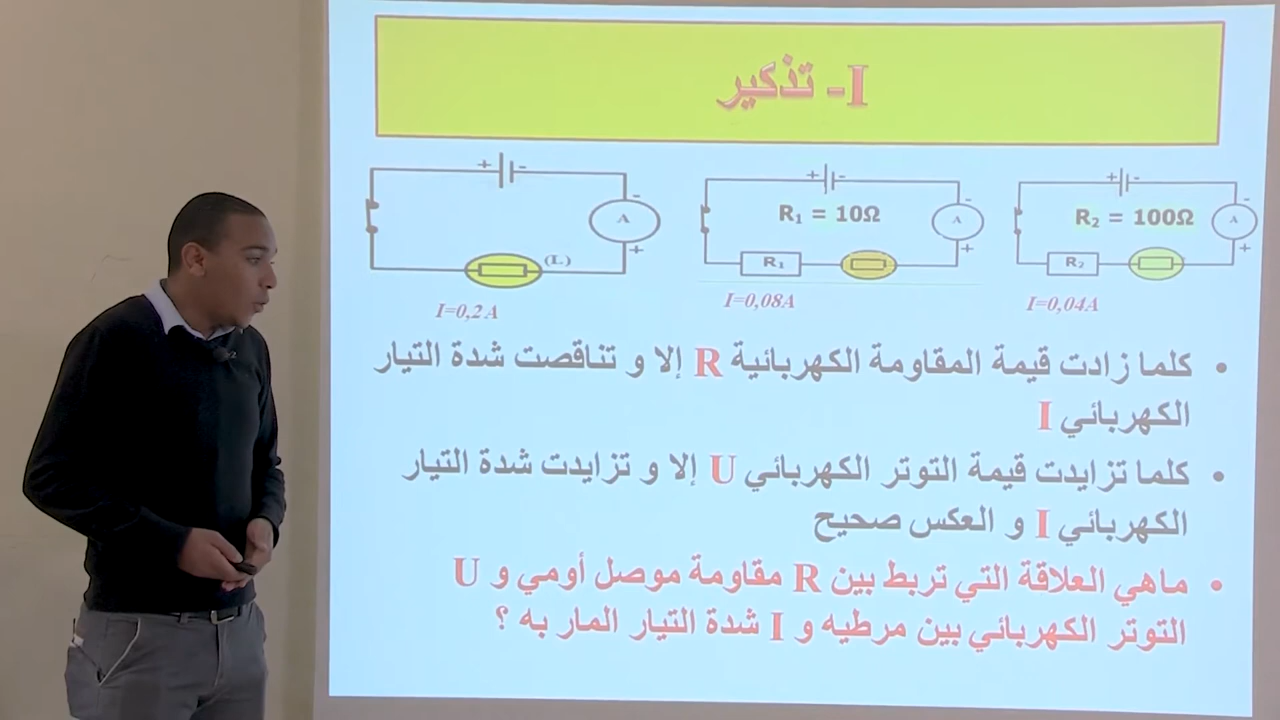 I- تذكير
+ - A - + (L)
I=0,2A
+ - R₁ = 10Ω A - + R₁
I=0,08A
+ - R₂ = 100Ω A - + R₂
I=0,04A
• كلما زادت قيمة المقاومة الكهربائية R إلا و تناقصت شدة التيار
الكهربائي I
• كلما تزايدت قيمة التوتر الكهربائي U إلا و تزايدت شدة التيار
الكهربائي I و العكس صحيح
• ماهي العلاقة التي تربط بين R مقاومة موصل أومي و U
التوتر الكهربائي بين مرطيه و I شدة التيار المار به ؟